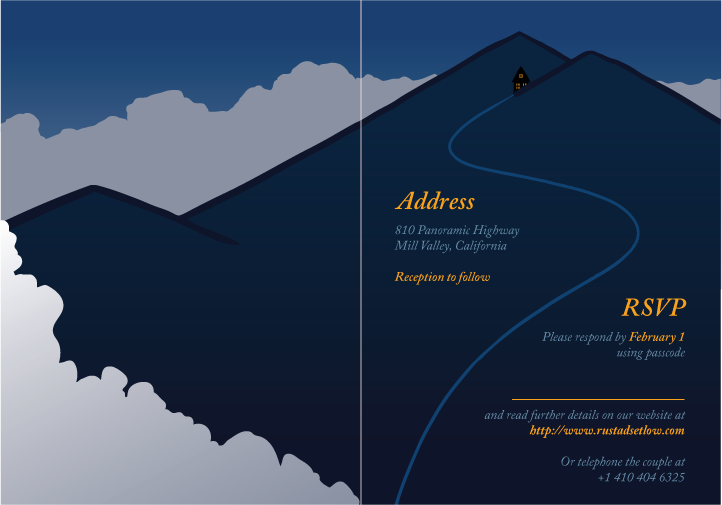 Address
810 Panoramic Highway
Mill Valley, California
Reception to follow
RSVP
Please respond by February 1
using passcode
and read further details on our website at
http://www.rustadsetlow.com
Or telephone the couple at
+1 410 404 6325